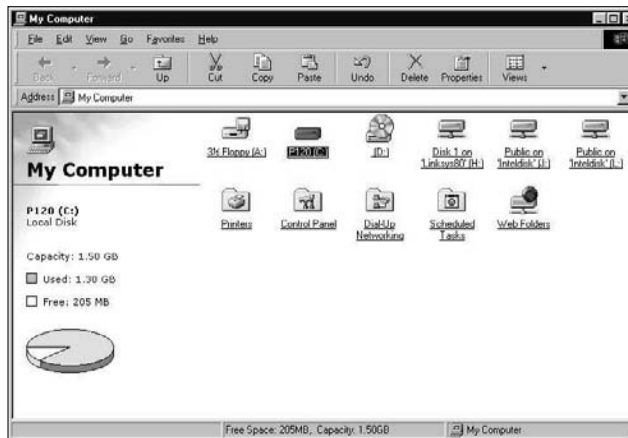 My Computer
File Edit View Go Favorites Help
Back Forward Up Cut Copy Paste Undo Delete Properties Views
Address My Computer
My Computer
P120 (C:)
Local Disk
Capacity: 1.50 GB
Used: 1.30 GB
Free: 205 MB
3½ Floppy (A:)
P120 (C:)
(D:)
Disk 1 on
'Linksys80' (H:)
Public on
'Inteldisk' (J:)
Public on
'Inteldisk' (L:)
Printers
Control Panel
Dial-Up
Networking
Scheduled
Tasks
Web Folders
Free Space: 205MB, Capacity: 1.50GB
My Computer